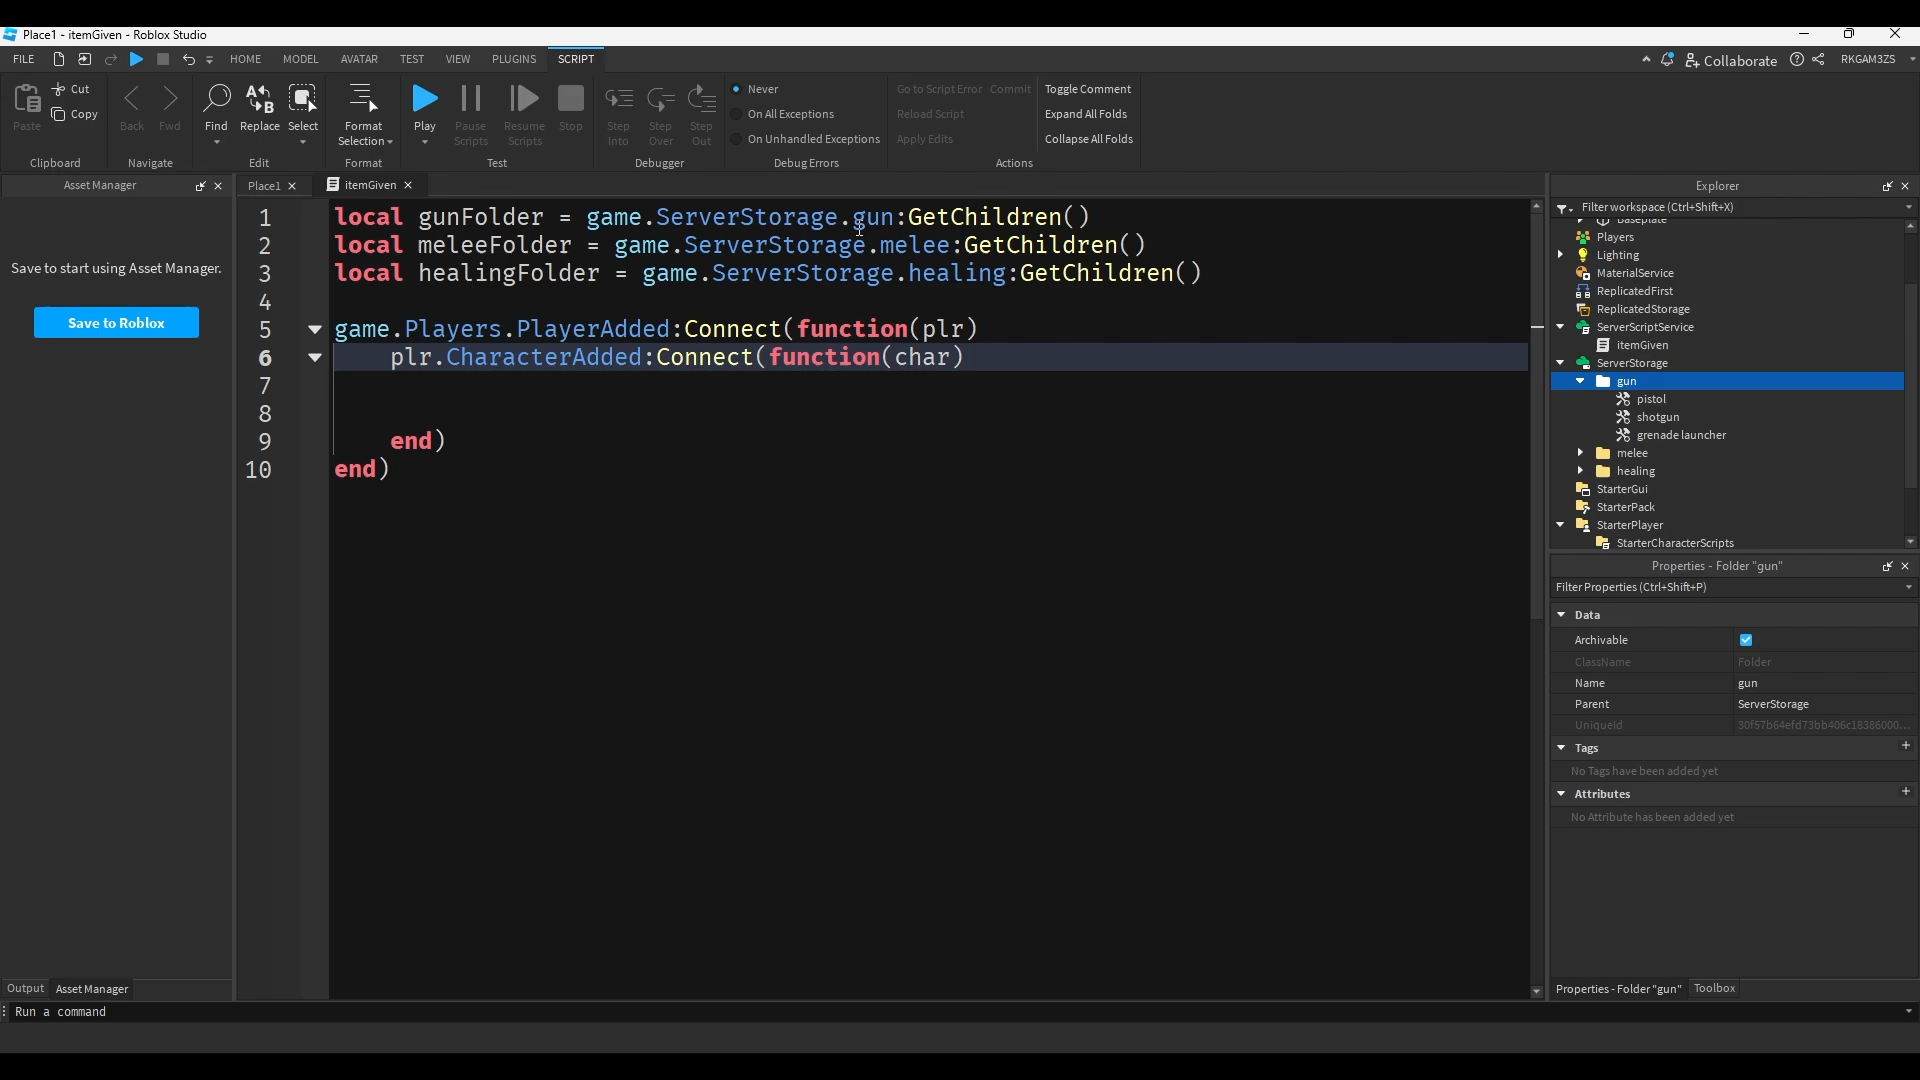 Place1 - itemGiven - Roblox Studio
FILE HOME MODEL AVATAR TEST VIEW PLUGINS SCRIPT Collaborate RKGAM3ZS
Paste Cut Copy
Clipboard
Back Fwd
Navigate
Find Replace Select
Edit
Format Selection
Format
Play Pause Scripts Resume Scripts Stop
Test
Step Into Step Over Step Out
Debugger
Never
On All Exceptions
On Unhandled Exceptions
Debug Errors
Go to Script Error Commit Toggle Comment
Reload Script Expand All Folds
Apply Edits Collapse All Folds
Actions
Asset Manager
Save to start using Asset Manager.
Save to Roblox
Output Asset Manager
Place1 itemGiven
1 local gunFolder = game.ServerStorage.gun:GetChildren()
2 local meleeFolder = game.ServerStorage.melee:GetChildren()
3 local healingFolder = game.ServerStorage.healing:GetChildren()
4
5 game.Players.PlayerAdded:Connect(function(plr)
6 plr.CharacterAdded:Connect(function(char)
7
8
9 end)
10 end)
Explorer
Filter workspace (Ctrl+Shift+X)
Baseplate
Players
Lighting
MaterialService
ReplicatedFirst
ReplicatedStorage
ServerScriptService
itemGiven
ServerStorage
gun
pistol
shotgun
grenade launcher
melee
healing
StarterGui
StarterPack
StarterPlayer
StarterCharacterScripts
Properties - Folder "gun"
Filter Properties (Ctrl+Shift+P)
Data
Archivable
ClassName Folder
Name gun
Parent ServerStorage
UniqueId 30f57b64efd73bb406c18386000...
Tags +
No Tags have been added yet
Attributes +
No Attribute has been added yet
Properties - Folder "gun" Toolbox
Run a command